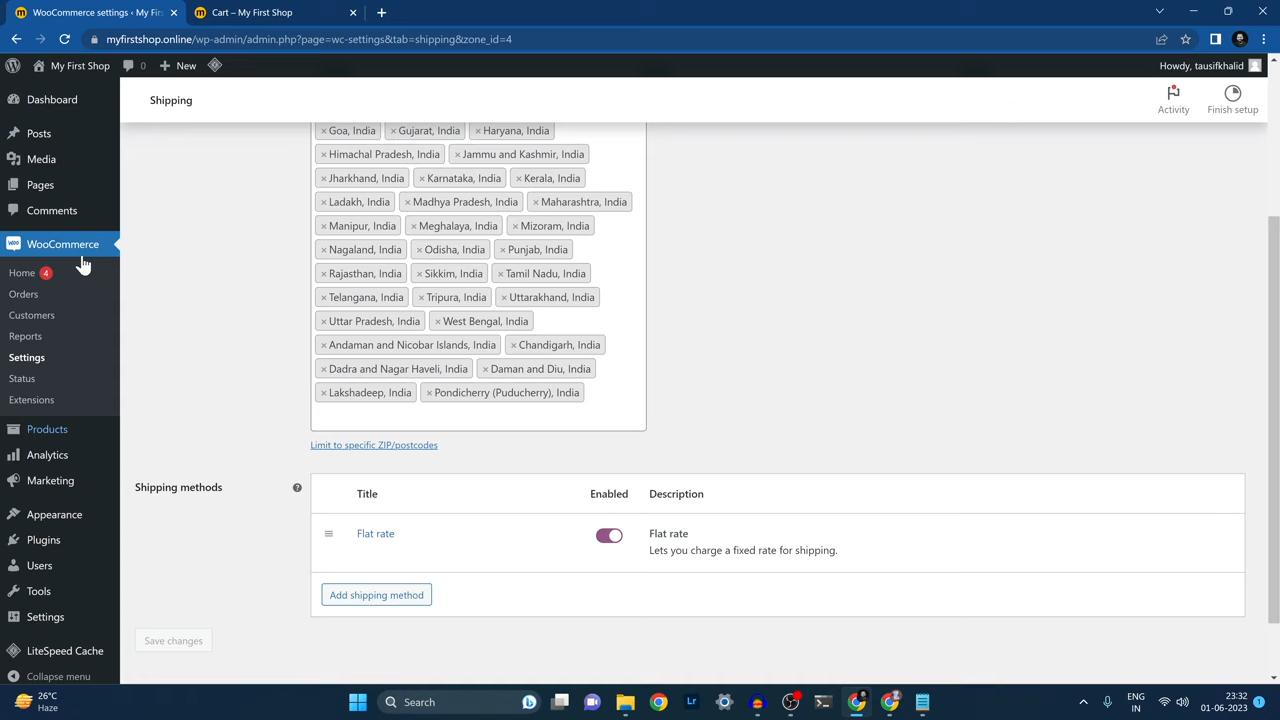 WooCommerce settings ‹ My Fi
Cart – My First Shop
myfirstshop.online/wp-admin/admin.php?page=wc-settings&tab=shipping&zone_id=4
My First Shop
0
New
Howdy, tausifkhalid
Dashboard
Posts
Media
Pages
Comments
WooCommerce
Home 4
Orders
Customers
Reports
Settings
Status
Extensions
Products
Analytics
Marketing
Appearance
Plugins
Users
Tools
Settings
LiteSpeed Cache
Collapse menu
Shipping
Activity
Finish setup
× Goa, India × Gujarat, India × Haryana, India
× Himachal Pradesh, India × Jammu and Kashmir, India
× Jharkhand, India × Karnataka, India × Kerala, India
× Ladakh, India × Madhya Pradesh, India × Maharashtra, India
× Manipur, India × Meghalaya, India × Mizoram, India
× Nagaland, India × Odisha, India × Punjab, India
× Rajasthan, India × Sikkim, India × Tamil Nadu, India
× Telangana, India × Tripura, India × Uttarakhand, India
× Uttar Pradesh, India × West Bengal, India
× Andaman and Nicobar Islands, India × Chandigarh, India
× Dadra and Nagar Haveli, India × Daman and Diu, India
× Lakshadeep, India × Pondicherry (Puducherry), India
Limit to specific ZIP/postcodes
Shipping methods
Title Enabled Description
Flat rate Flat rate
Lets you charge a fixed rate for shipping.
Add shipping method
Save changes
26°C
Haze
Search
Lr
ENG
IN
23:32
01-06-2023
1